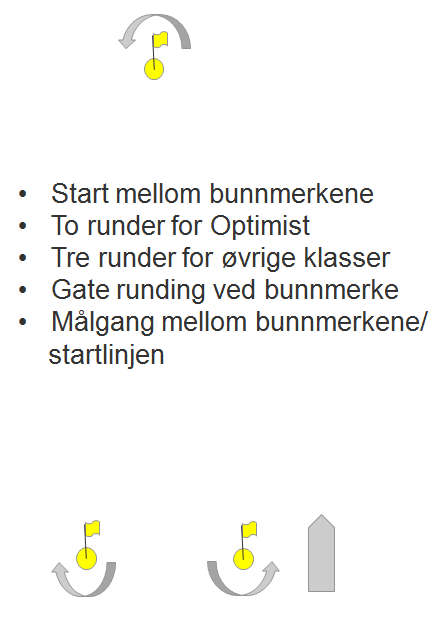 • Start mellom bunnmerkene
• To runder for Optimist
• Tre runder for øvrige klasser
• Gate runding ved bunnmerke
• Målgang mellom bunnmerkene/
startlinjen